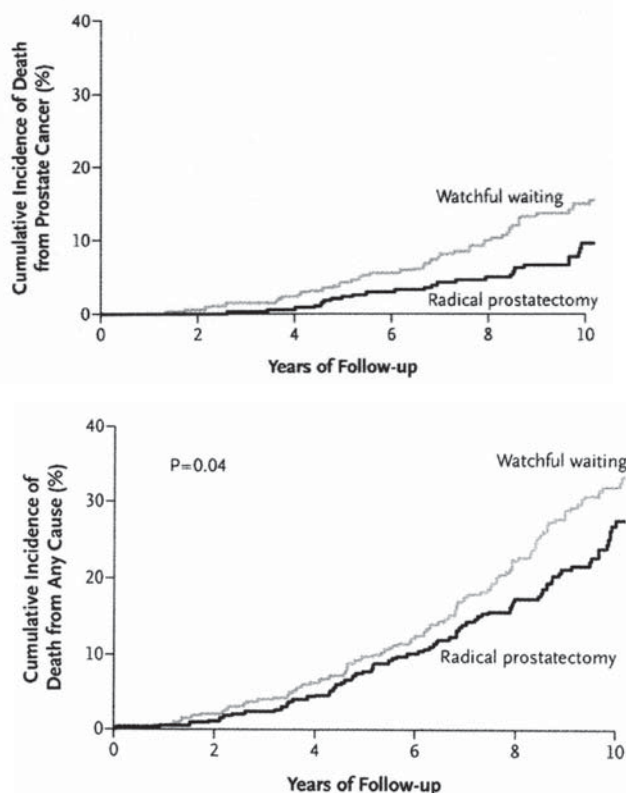 Cumulative Incidence of Death
from Prostate Cancer (%)
40
30
20
10
0
Watchful waiting
Radical prostatectomy
0 2 4 6 8 10
Years of Follow-up
Cumulative Incidence of
Death from Any Cause (%)
40
30
20
10
0
P=0.04
Watchful waiting
Radical prostatectomy
0 2 4 6 8 10
Years of Follow-up